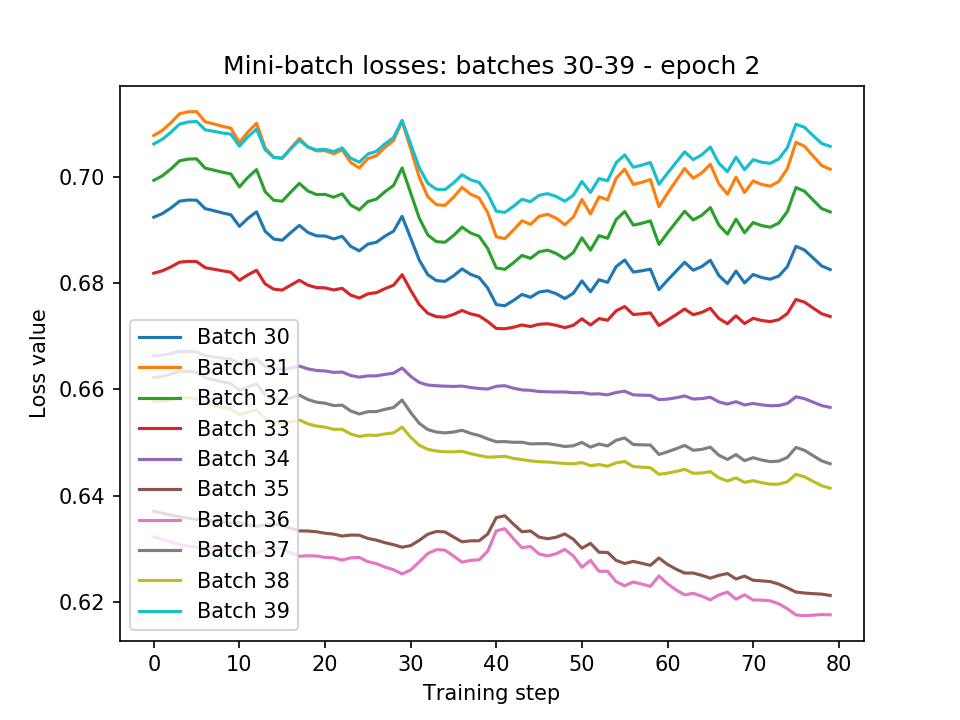 Mini-batch losses: batches 30-39 - epoch 2
Loss value
0.70
0.68
0.66
0.64
0.62
Batch 30
Batch 31
Batch 32
Batch 33
Batch 34
Batch 35
Batch 36
Batch 37
Batch 38
Batch 39
0 10 20 30 40 50 60 70 80
Training step